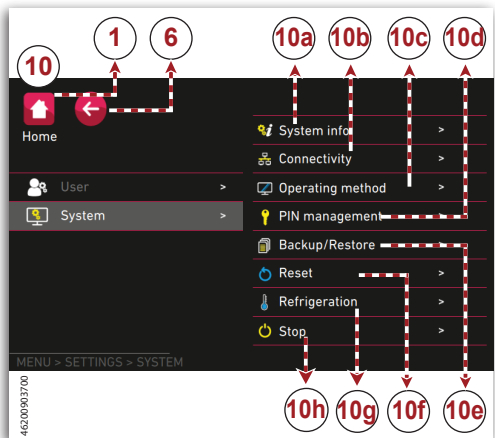 1 6 10a 10b 10c 10d
10
Home
System info >
Connectivity >
User >
Operating method >
System >
PIN management >
Backup/Restore >
Reset >
Refrigeration >
Stop >
MENU > SETTINGS > SYSTEM
46200903700
10h 10g 10f 10e